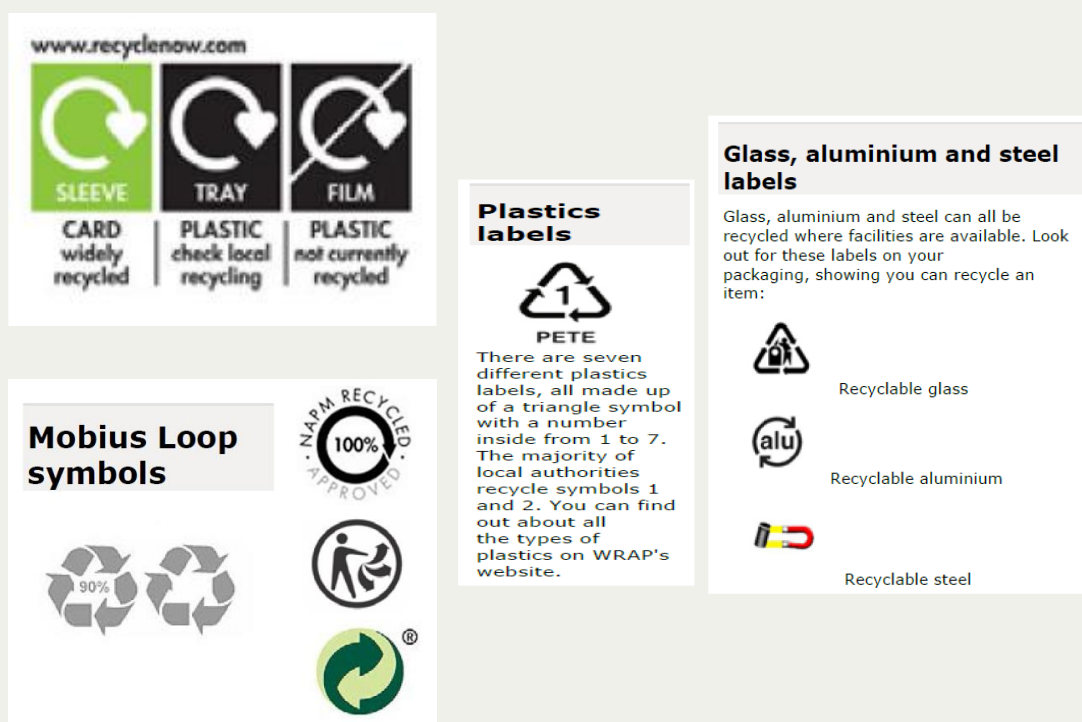 www.recyclenow.com
SLEEVE
CARD
widely
recycled
TRAY
PLASTIC
check local
recycling
FILM
PLASTIC
not currently
recycled
Mobius Loop
symbols
90%
NAPM RECYCLED
100%
APPROVED
®
Plastics
labels
1
PETE
There are seven
different plastics
labels, all made up
of a triangle symbol
with a number
inside from 1 to 7.
The majority of
local authorities
recycle symbols 1
and 2. You can find
out about all
the types of
plastics on WRAP's
website.
Glass, aluminium and steel
labels
Glass, aluminium and steel can all be
recycled where facilities are available. Look
out for these labels on your
packaging, showing you can recycle an
item:
Recyclable glass
alu
Recyclable aluminium
Recyclable steel